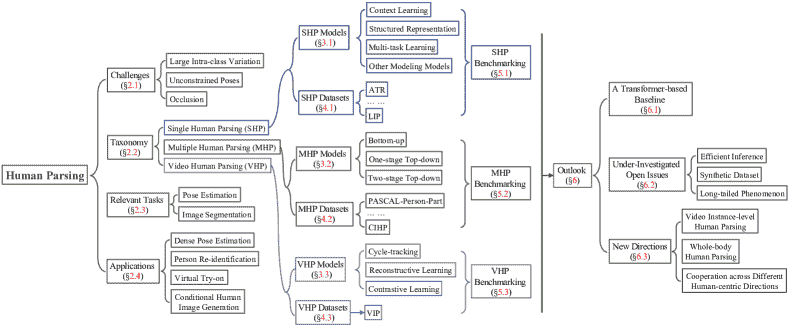 Human Parsing
Challenges
(§2.1)
Large Intra-class Variation
Unconstrained Poses
Occlusion
Taxonomy
(§2.2)
Single Human Parsing (SHP)
Multiple Human Parsing (MHP)
Video Human Parsing (VHP)
Relevant Tasks
(§2.3)
Pose Estimation
Image Segmentation
Applications
(§2.4)
Dense Pose Estimation
Person Re-identification
Virtual Try-on
Conditional Human
Image Generation
SHP Models
(§3.1)
Context Learning
Structured Representation
Multi-task Learning
Other Modeling Models
SHP Datasets
(§4.1)
ATR
... ...
LIP
SHP
Benchmarking
(§5.1)
MHP Models
(§3.2)
Bottom-up
One-stage Top-down
Two-stage Top-down
MHP Datasets
(§4.2)
PASCAL-Person-Part
... ...
CIHP
MHP
Benchmarking
(§5.2)
VHP Models
(§3.3)
Cycle-tracking
Reconstructive Learning
Contrastive Learning
VHP Datasets
(§4.3)
VIP
VHP
Benchmarking
(§5.3)
Outlook
(§6)
A Transformer-based
Baseline
(§6.1)
Under-Investigated
Open Issues
(§6.2)
Efficient Inference
Synthetic Dataset
Long-tailed Phenomenon
New Directions
(§6.3)
Video Instance-level
Human Parsing
Whole-body
Human Parsing
Cooperation across Different
Human-centric Directions